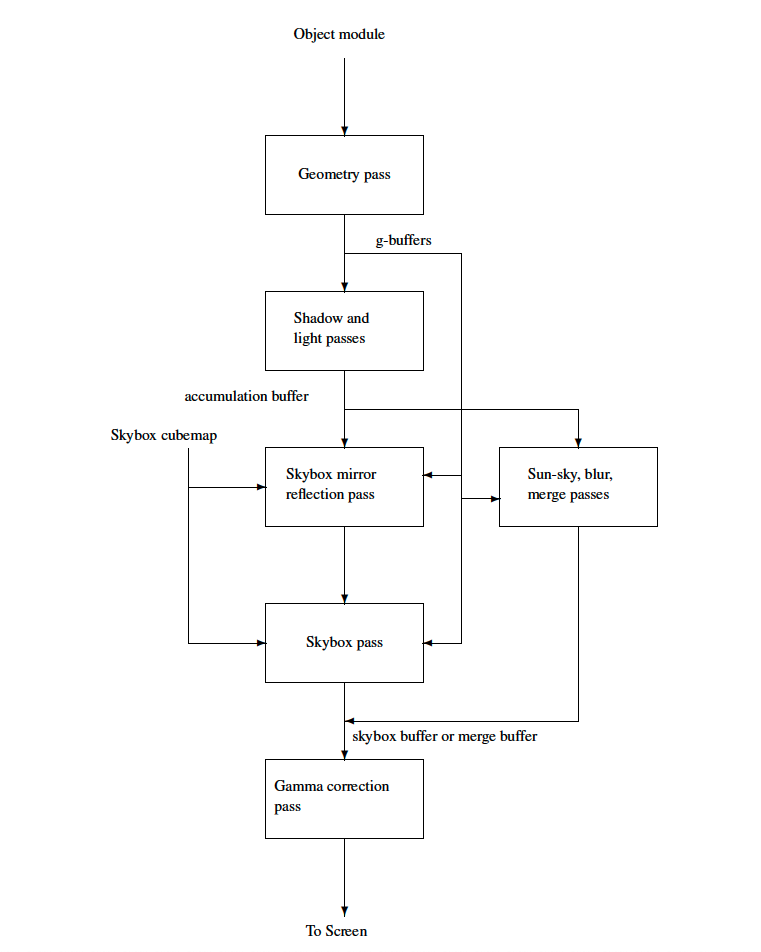 Object module
Geometry pass
g-buffers
Shadow and
light passes
accumulation buffer
Skybox cubemap
Skybox mirror
reflection pass
Sun-sky, blur,
merge passes
Skybox pass
skybox buffer or merge buffer
Gamma correction
pass
To Screen